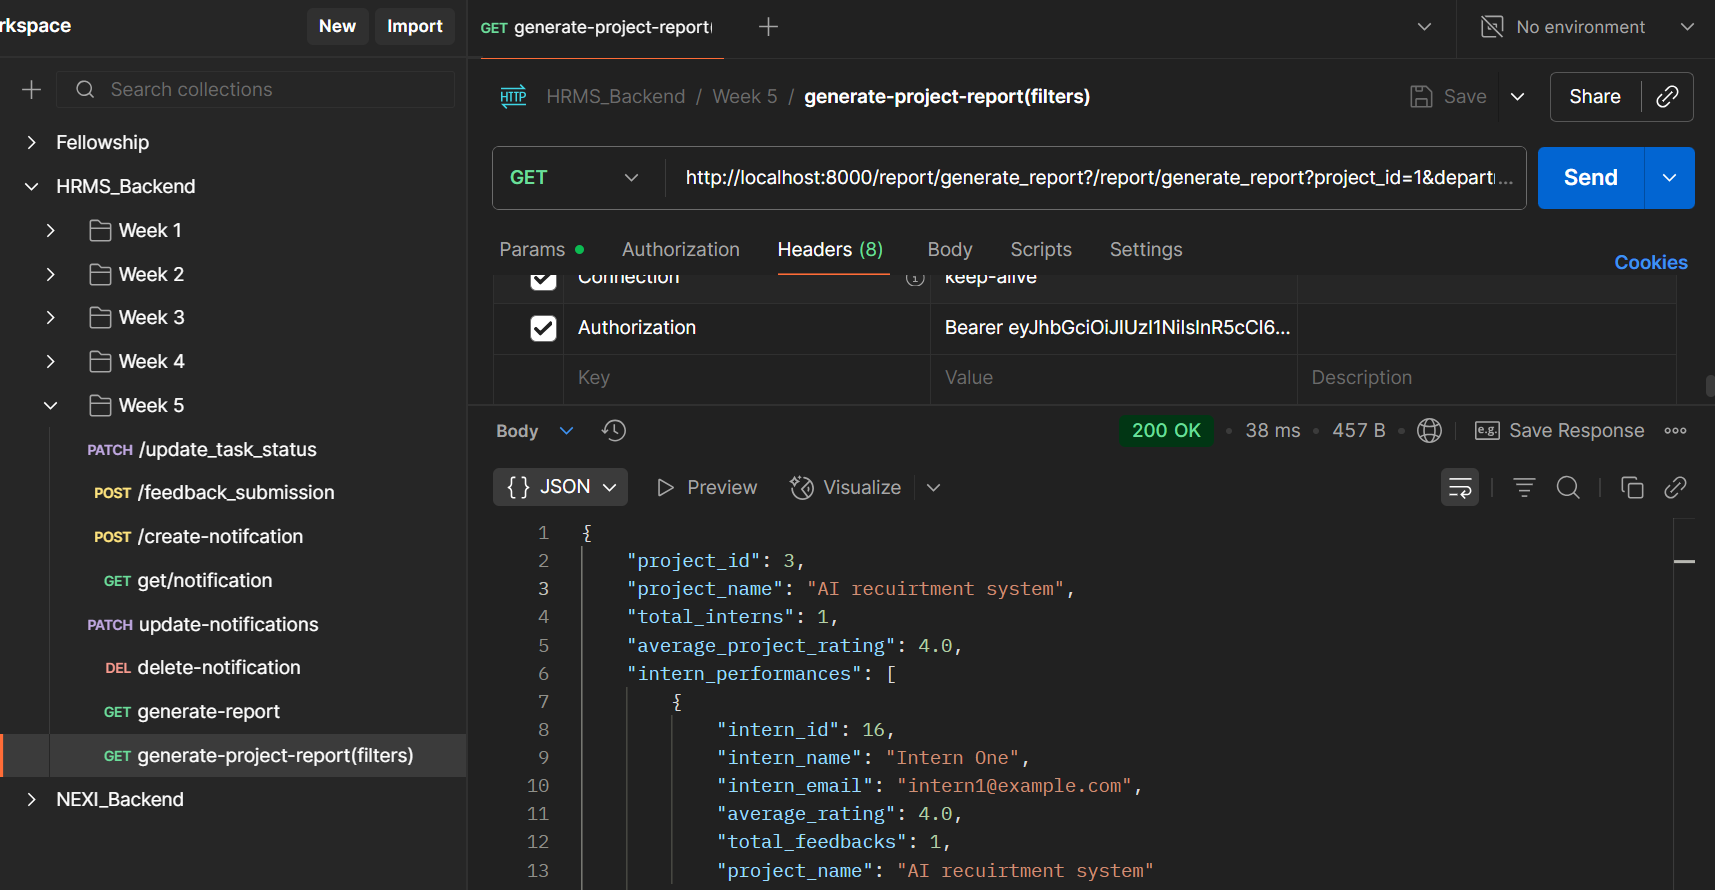 rkspace
New
Import
Search collections
Fellowship
HRMS_Backend
Week 1
Week 2
Week 3
Week 4
Week 5
PATCH /update_task_status
POST /feedback_submission
POST /create-notifcation
GET get/notification
PATCH update-notifications
DEL delete-notification
GET generate-report
GET generate-project-report(filters)
NEXI_Backend
GET generate-project-report(
No environment
HTTP HRMS_Backend / Week 5 / generate-project-report(filters)
Save
Share
GET
http://localhost:8000/report/generate_report?/report/generate_report?project_id=1&departr...
Send
Params
Authorization
Headers (8)
Body
Scripts
Settings
Cookies
Connection
keep-alive
Authorization
Bearer eyJhbGciOiJIUzI1NiIsInR5cCI6...
Key
Value
Description
Body
200 OK
38 ms
457 B
e.g. Save Response
{} JSON
Preview
Visualize
1 {
2 "project_id": 3,
3 "project_name": "AI recuirtment system",
4 "total_interns": 1,
5 "average_project_rating": 4.0,
6 "intern_performances": [
7 {
8 "intern_id": 16,
9 "intern_name": "Intern One",
10 "intern_email": "intern1@example.com",
11 "average_rating": 4.0,
12 "total_feedbacks": 1,
13 "project_name": "AI recuirtment system"